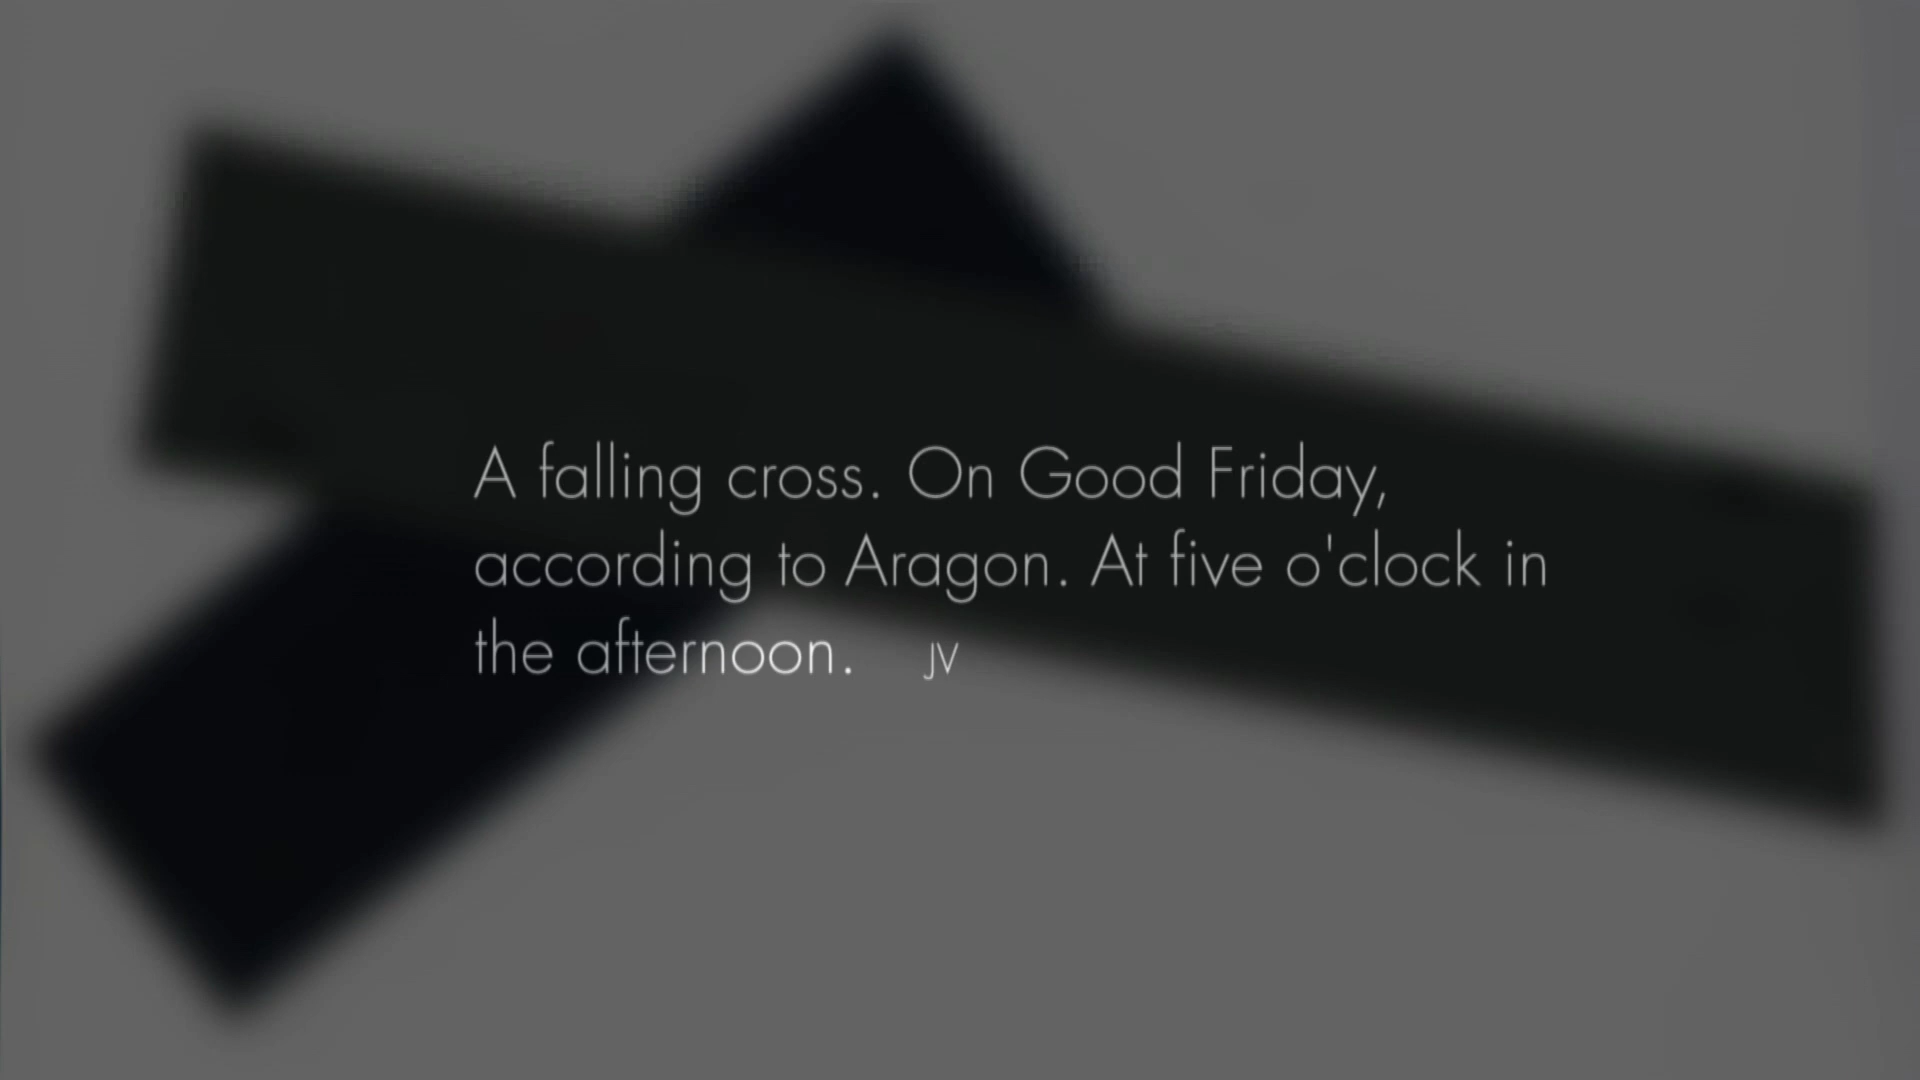 A falling cross. On Good Friday,
according to Aragon. At five o'clock in
the afternoon. JV